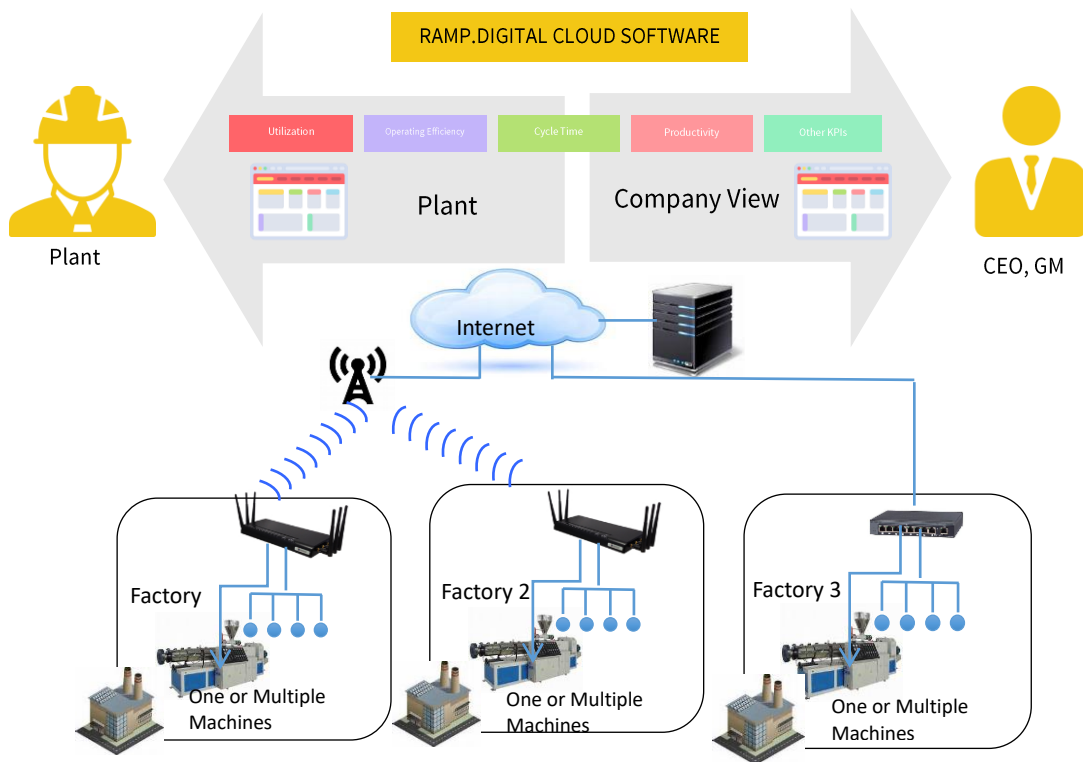 RAMP.DIGITAL CLOUD SOFTWARE
Utilization
Operating Efficiency
Cycle Time
Productivity
Other KPIs
Plant
Company View
Plant
CEO, GM
Internet
Factory
Factory 2
Factory 3
One or Multiple
Machines
One or Multiple
Machines
One or Multiple
Machines